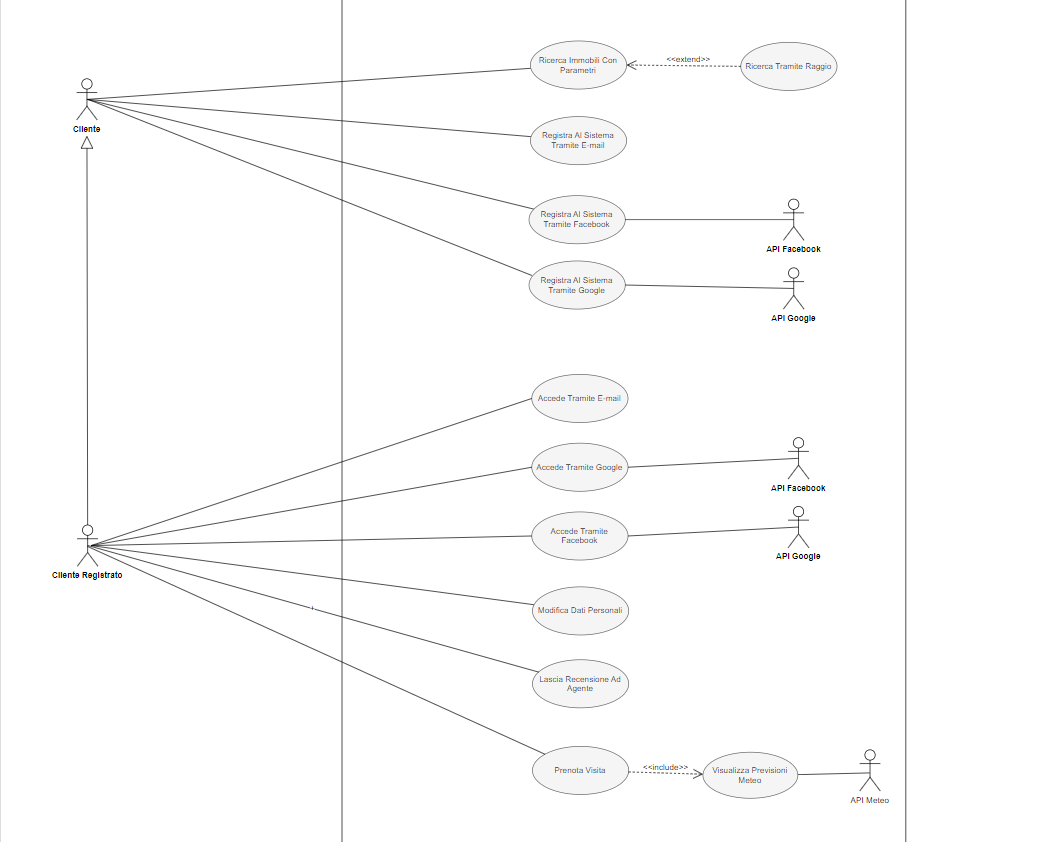 Ricerca Immobili Con
Parametri
<<extend>>
Ricerca Tramite Raggio
Cliente
Registra Al Sistema
Tramite E-mail
Registra Al Sistema
Tramite Facebook
API Facebook
Registra Al Sistema
Tramite Google
API Google
Accede Tramite E-mail
Accede Tramite Google
API Facebook
Accede Tramite
Facebook
API Google
Cliente Registrato
Modifica Dati Personali
Lascia Recensione Ad
Agente
Prenota Visita
<<include>>
Visualizza Previsioni
Meteo
API Meteo